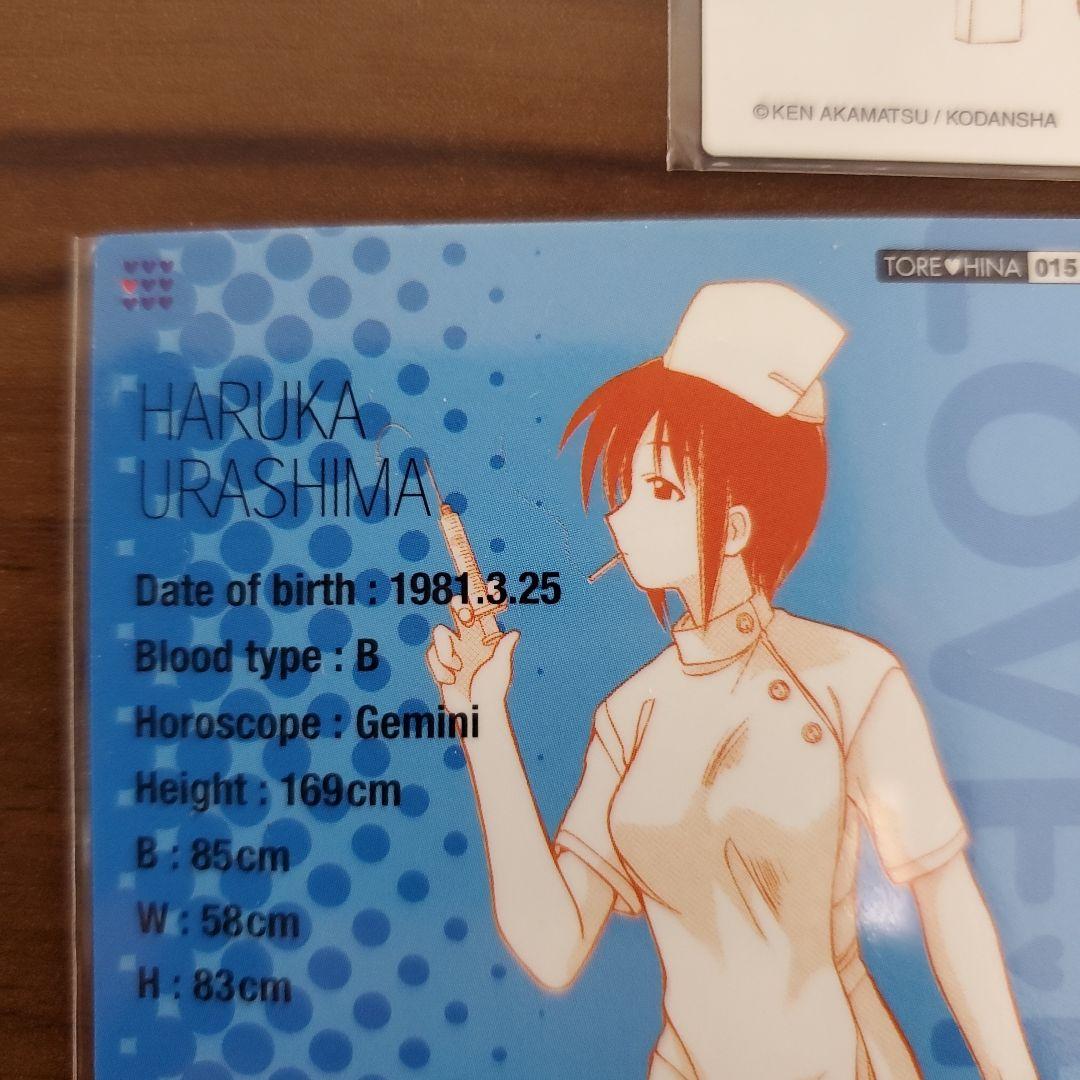 ©KEN AKAMATSU / KODANSHA
TORE♥HINA 015
HARUKA
URASHIMA
Date of birth : 1981.3.25
Blood type : B
Horoscope : Gemini
Height : 169cm
B : 85cm
W : 58cm
H : 83cm
LOVE